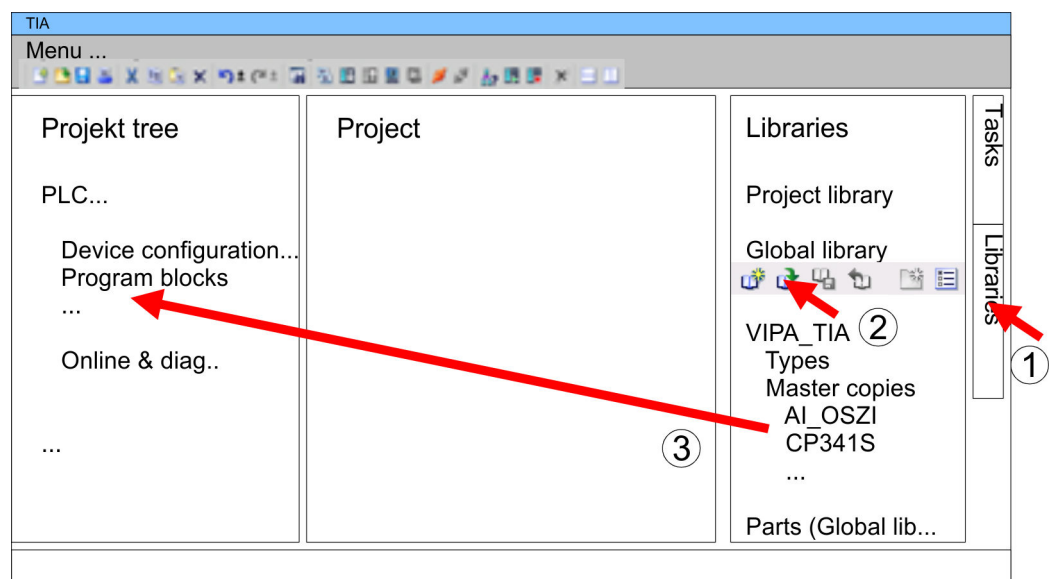 TIA
Menu ...
Projekt tree
PLC...
Device configuration...
Program blocks
...
Online & diag..
...
Project
③
Libraries
Project library
Global library
②
VIPA_TIA
Types
Master copies
AI_OSZI
CP341S
...
Parts (Global lib...
Tasks
Libraries
①